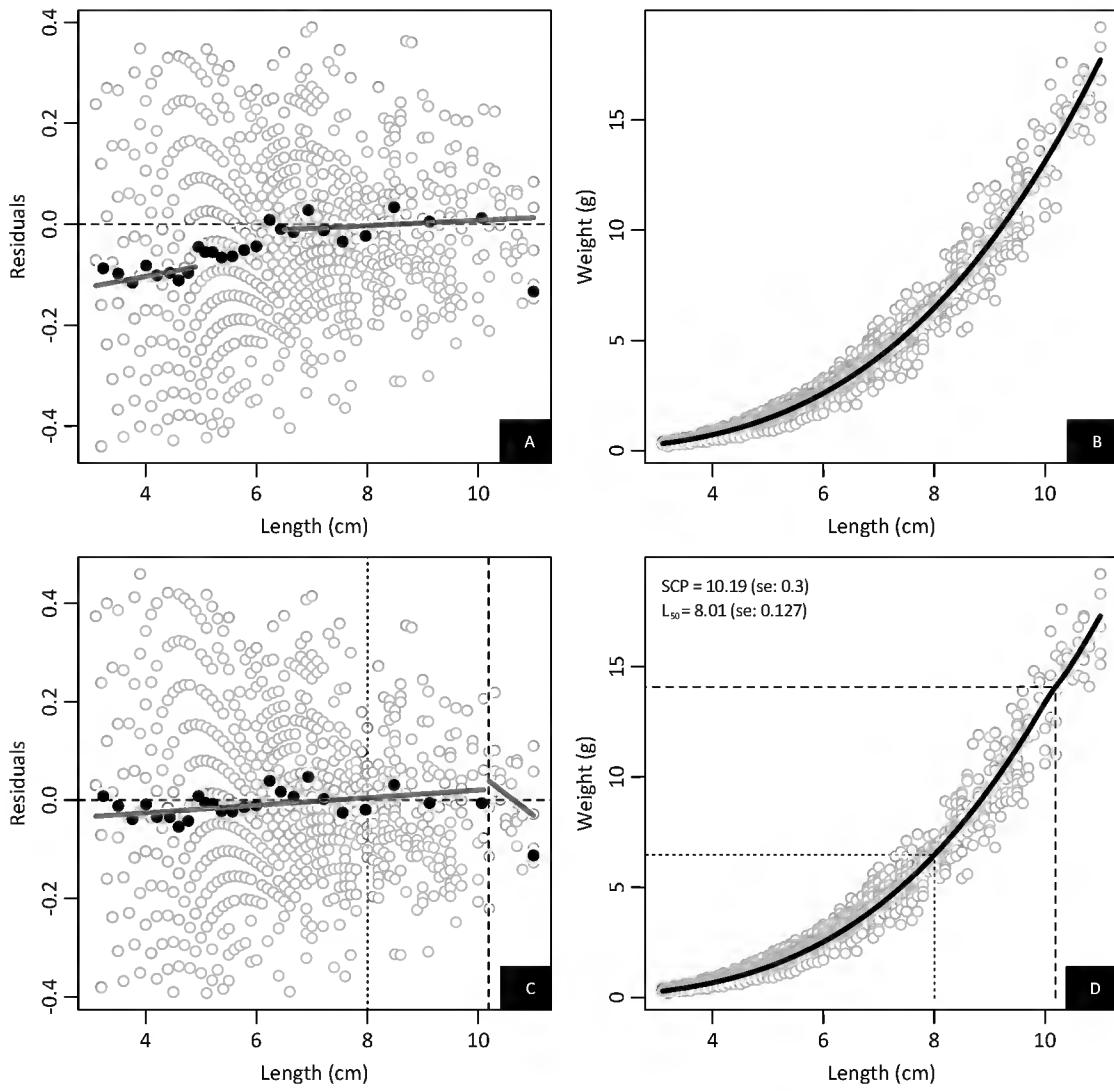 0.4
0.2
0.0
-0.2
-0.4
Residuals
4
6
8
10
Length (cm)
A
15
10
5
0
Weight (g)
4
6
8
10
Length (cm)
B
0.4
0.2
0.0
-0.2
-0.4
Residuals
4
6
8
10
Length (cm)
C
SCP = 10.19 (se: 0.3)
L₅₀ = 8.01 (se: 0.127)
15
10
5
0
Weight (g)
4
6
8
10
Length (cm)
D